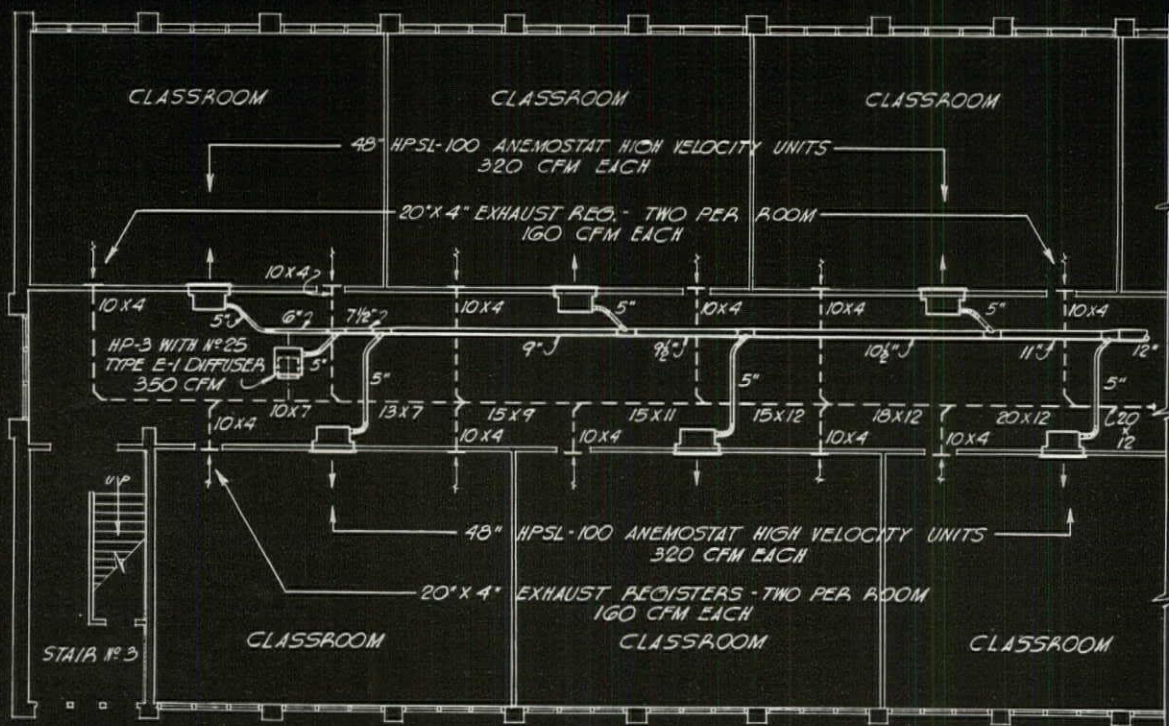 CLASSROOM CLASSROOM CLASSROOM
48" HPSL-100 ANEMOSTAT HIGH VELOCITY UNITS
320 CFM EACH
20"X 4" EXHAUST REG. - TWO PER ROOM
160 CFM EACH
10X4
10X4 10X4 10X4 10X4 10X4
5" 6" 7½" 5" 5"
HP-3 WITH Nº 25
TYPE E-1 DIFFUSER
350 CFM
5" 9" 9½" 10½" 11" 12"
5" 5" 5"
10X7 13X7 15X9 15X11 15X12 18X12 20X12 20
X
12
10X4 10X4 10X4 10X4 10X4
UP
48" HPSL-100 ANEMOSTAT HIGH VELOCITY UNITS
320 CFM EACH
20"X 4" EXHAUST REGISTERS - TWO PER ROOM
160 CFM EACH
CLASSROOM CLASSROOM CLASSROOM
STAIR Nº 3